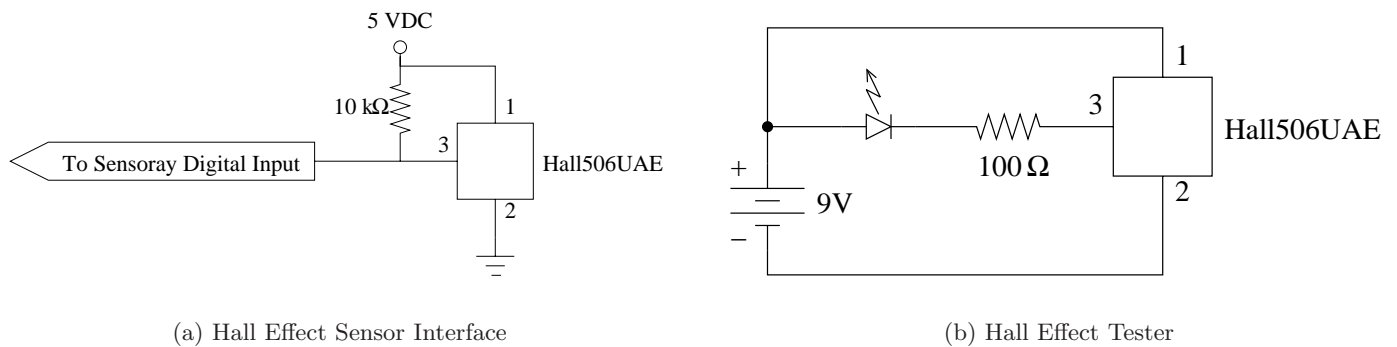 5 VDC
10 kΩ
1
3
To Sensoray Digital Input
Hall506UAE
2
(a) Hall Effect Sensor Interface
1
3
Hall506UAE
100 Ω
2
+
9V
−
(b) Hall Effect Tester